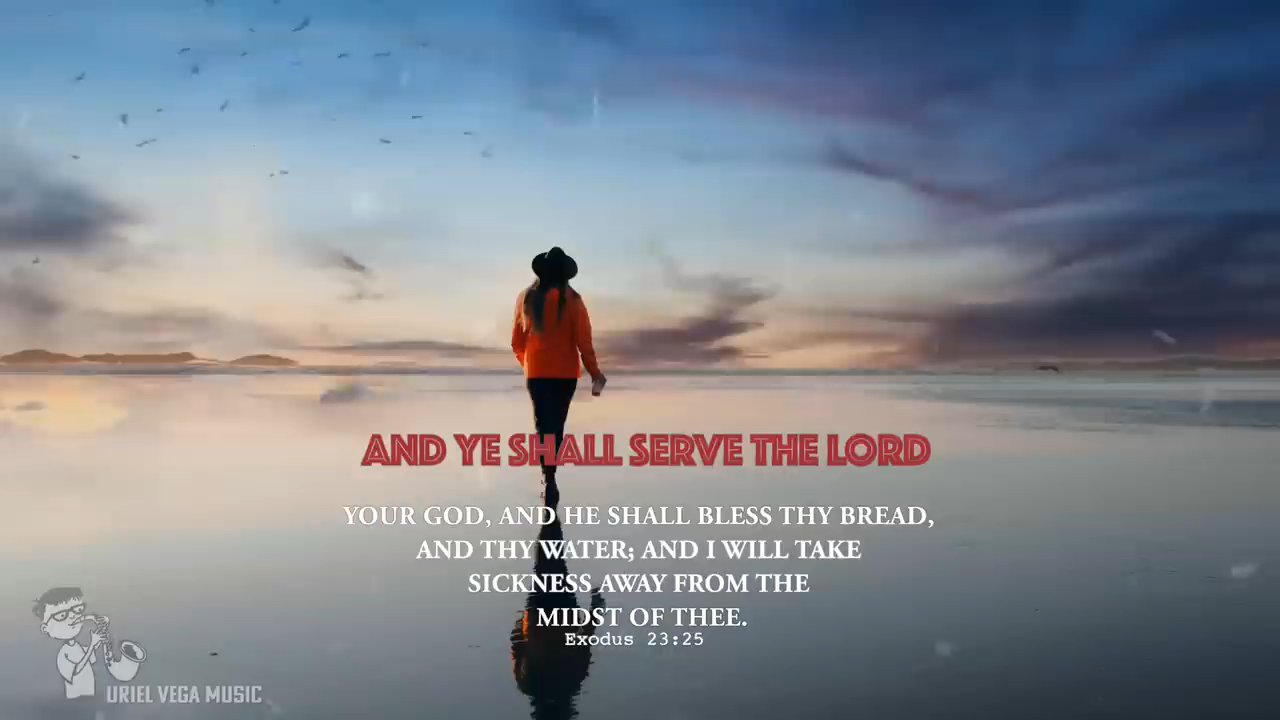 AND YE SHALL SERVE THE LORD
YOUR GOD, AND HE SHALL BLESS THY BREAD,
AND THY WATER; AND I WILL TAKE
SICKNESS AWAY FROM THE
MIDST OF THEE.
Exodus 23:25
URIEL VEGA MUSIC